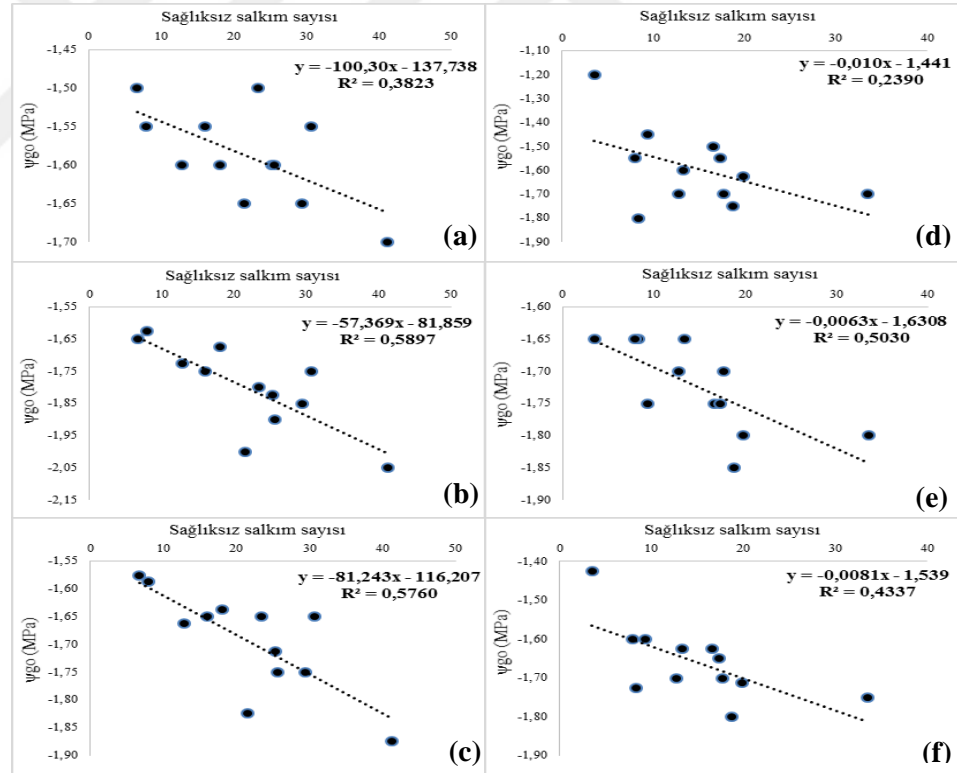 Sağlıksız salkım sayısı
0 10 20 30 40 50
-1,45
-1,50
-1,55
-1,60
-1,65
-1,70
ψgo (MPa)
y = -100,30x - 137,738
R² = 0,3823
(a)
Sağlıksız salkım sayısı
0 10 20 30 40
-1,10
-1,20
-1,30
-1,40
-1,50
-1,60
-1,70
-1,80
-1,90
ψgo (MPa)
y = -0,010x - 1,441
R² = 0,2390
(d)
Sağlıksız salkım sayısı
0 10 20 30 40 50
-1,55
-1,65
-1,75
-1,85
-1,95
-2,05
-2,15
ψgo (MPa)
y = -57,369x - 81,859
R² = 0,5897
(b)
Sağlıksız salkım sayısı
0 10 20 30 40
-1,60
-1,65
-1,70
-1,75
-1,80
-1,85
-1,90
ψgo (MPa)
y = -0,0063x - 1,6308
R² = 0,5030
(e)
Sağlıksız salkım sayısı
0 10 20 30 40 50
-1,55
-1,60
-1,65
-1,70
-1,75
-1,80
-1,85
-1,90
ψgo (MPa)
y = -81,243x - 116,207
R² = 0,5760
(c)
Sağlıksız salkım sayısı
0 10 20 30 40
-1,40
-1,50
-1,60
-1,70
-1,80
-1,90
ψgo (MPa)
y = -0,0081x - 1,539
R² = 0,4337
(f)